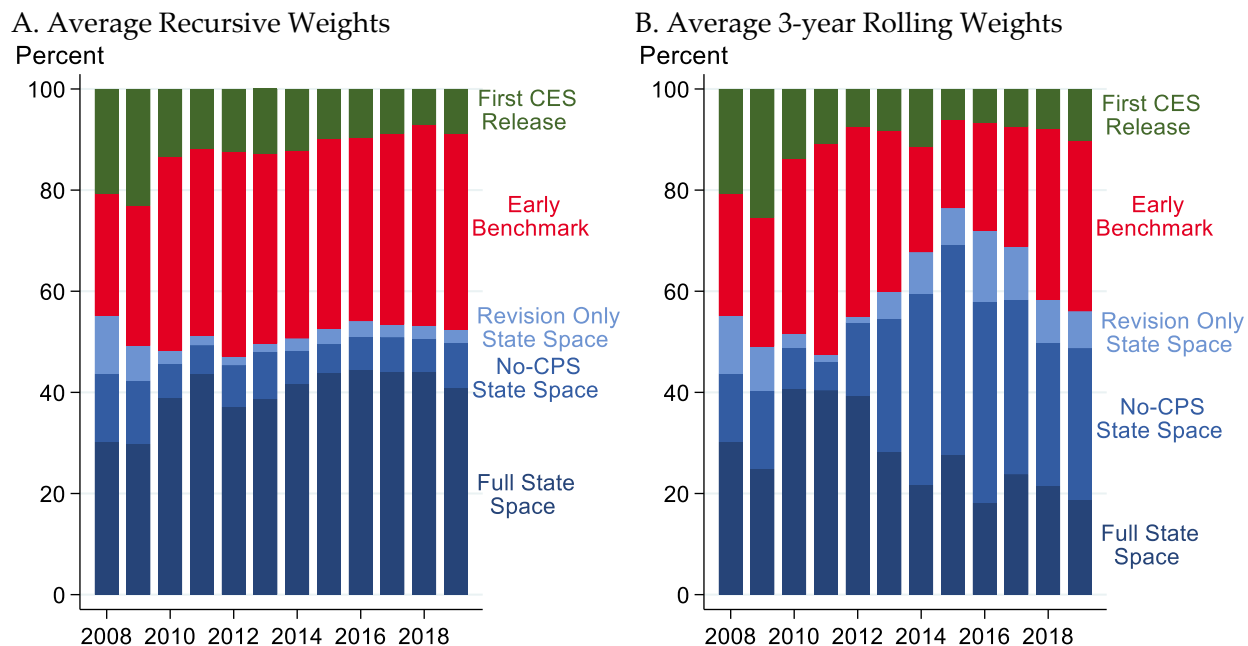 A. Average Recursive Weights
Percent
100
80
60
40
20
0
2008 2010 2012 2014 2016 2018
First CES
Release
Early
Benchmark
Revision Only
State Space
No-CPS
State Space
Full State
Space
B. Average 3-year Rolling Weights
Percent
100
80
60
40
20
0
2008 2010 2012 2014 2016 2018
First CES
Release
Early
Benchmark
Revision Only
State Space
No-CPS
State Space
Full State
Space